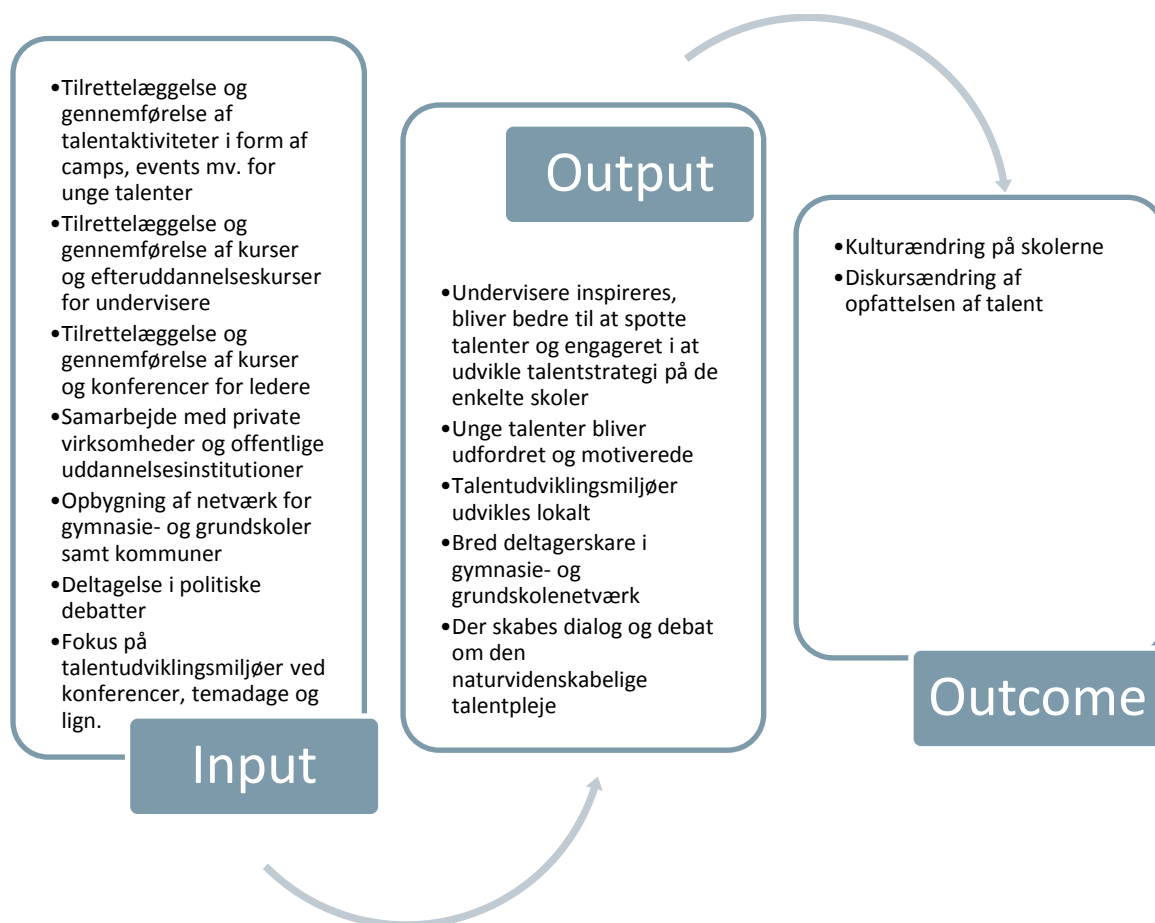 •Tilrettelæggelse og
gennemførelse af
talentaktiviteter i form af
camps, events mv. for
unge talenter
•Tilrettelæggelse og
gennemførelse af kurser
og efteruddannelseskurser
for undervisere
•Tilrettelæggelse og
gennemførelse af kurser
og konferencer for ledere
•Samarbejde med private
virksomheder og offentlige
uddannelsesinstitutioner
•Opbygning af netværk for
gymnasie- og grundskoler
samt kommuner
•Deltagelse i politiske
debatter
•Fokus på
talentudviklingsmiljøer ved
konferencer, temadage og
lign.
Input
Output
•Undervisere inspireres,
bliver bedre til at spotte
talenter og engageret i at
udvikle talentstrategi på de
enkelte skoler
•Unge talenter bliver
udfordret og motiverede
•Talentudviklingsmiljøer
udvikles lokalt
•Bred deltagerskare i
gymnasie- og
grundskolenetværk
•Der skabes dialog og debat
om den
naturvidenskabelige
talentpleje
•Kulturændring på skolerne
•Diskursændring af
opfattelsen af talent
Outcome